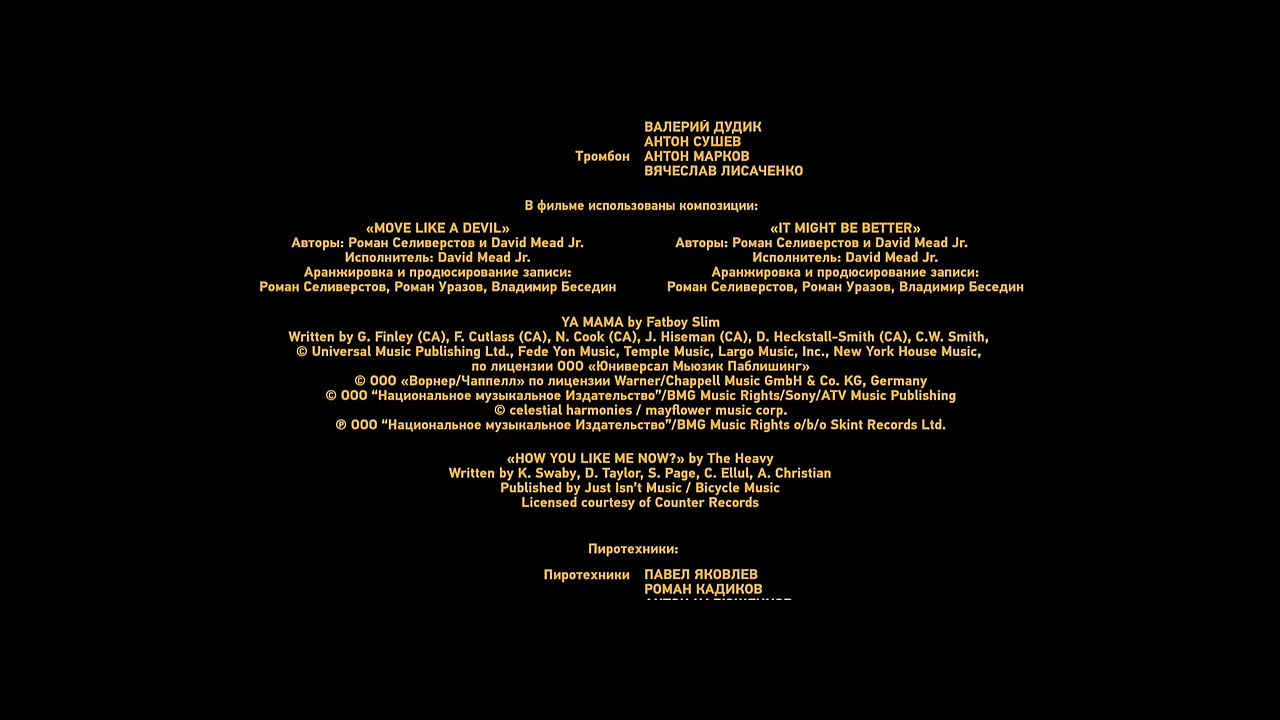 ВАЛЕРИЙ ДУДИК
АНТОН СУШЕВ
Тромбон АНТОН МАРКОВ
ВЯЧЕСЛАВ ЛИСАЧЕНКО
В фильме использованы композиции:
«MOVE LIKE A DEVIL»
Авторы: Роман Селиверстов и David Mead Jr.
Исполнитель: David Mead Jr.
Аранжировка и продюсирование записи:
Роман Селиверстов, Роман Уразов, Владимир Беседин
«IT MIGHT BE BETTER»
Авторы: Роман Селиверстов и David Mead Jr.
Исполнитель: David Mead Jr.
Аранжировка и продюсирование записи:
Роман Селиверстов, Роман Уразов, Владимир Беседин
YA MAMA by Fatboy Slim
Written by G. Finley (CA), F. Cutlass (CA), N. Cook (CA), J. Hiseman (CA), D. Heckstall-Smith (CA), C.W. Smith,
© Universal Music Publishing Ltd., Fede Yon Music, Temple Music, Largo Music, Inc., New York House Music,
по лицензии ООО «Юниверсал Мьюзик Паблишинг»
© ООО «Ворнер/Чаппелл» по лицензии Warner/Chappell Music GmbH & Co. KG, Germany
© ООО “Национальное музыкальное Издательство”/BMG Music Rights/Sony/ATV Music Publishing
© celestial harmonies / mayflower music corp.
℗ ООО “Национальное музыкальное Издательство”/BMG Music Rights o/b/o Skint Records Ltd.
«HOW YOU LIKE ME NOW?» by The Heavy
Written by K. Swaby, D. Taylor, S. Page, C. Ellul, A. Christian
Published by Just Isn’t Music / Bicycle Music
Licensed courtesy of Counter Records
Пиротехники:
Пиротехники ПАВЕЛ ЯКОВЛЕВ
РОМАН КАДИКОВ